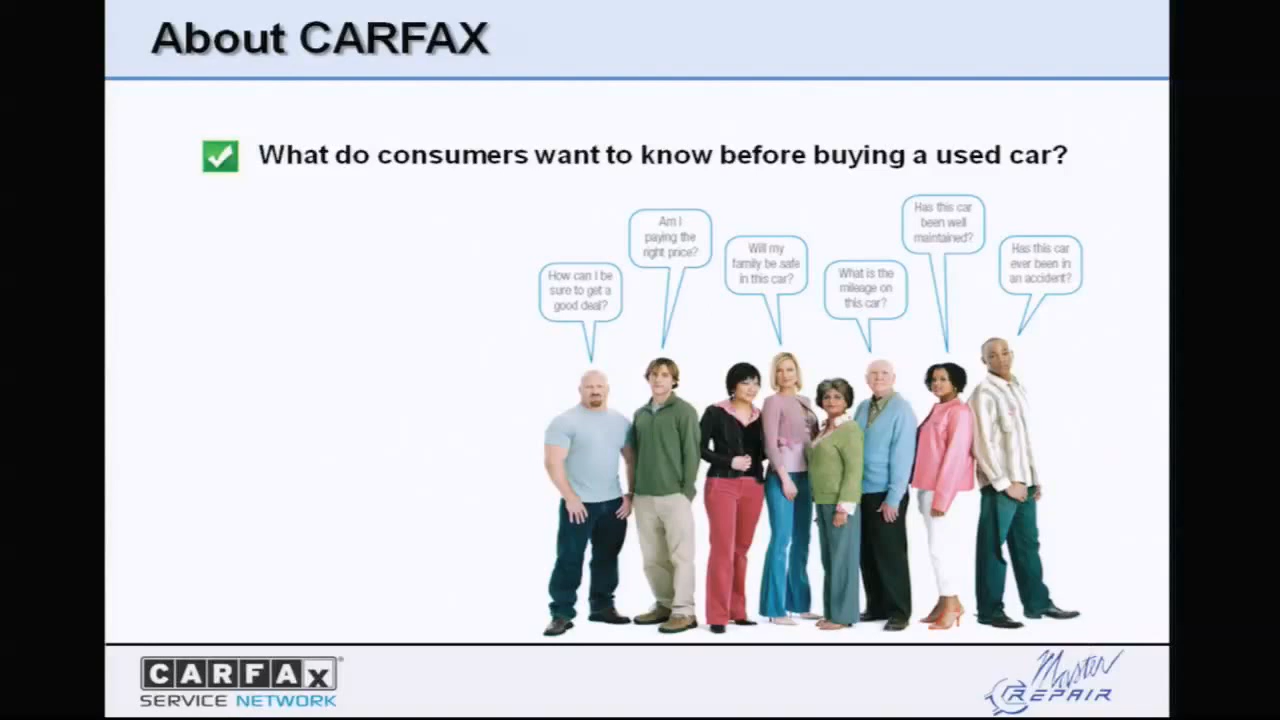 About CARFAX
What do consumers want to know before buying a used car?
How can I be
sure to get a
good deal?
Am I
paying the
right price?
Will my
family be safe
in this car?
What is the
mileage on
this car?
Has this car
been well
maintained?
Has this car
ever been in
an accident?
CARFAX®
SERVICE NETWORK
Master
REPAIR